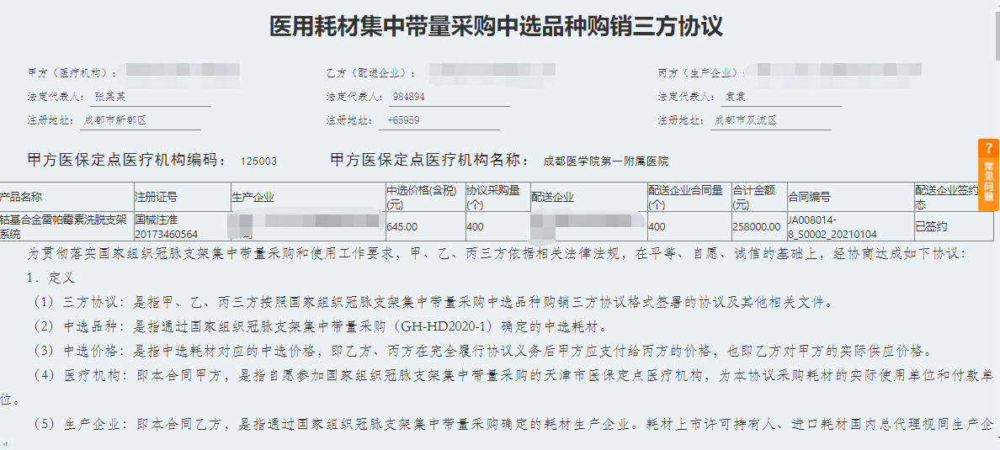 医用耗材集中带量采购中选品种购销三方协议
甲方（医疗机构）： 乙方（配送企业）： 丙方（生产企业）：
法定代表人： 张某某 法定代表人： 984894 法定代表人： 袁袁
注册地址： 成都市新都区 注册地址： +65959 注册地址： 成都市双流区
甲方医保定点医疗机构编码： 125003 甲方医保定点医疗机构名称： 成都医学院第一附属医院
产品名称 注册证号 生产企业 中选价格(含税)(元) 协议采购量(个) 配送企业 配送企业合同量(个) 合计金额(元) 合同编号 配送企业签约态
钴基合金雷帕霉素洗脱支架系统 国械注准20173460564 645.00 400 400 258000.00 JA008014-8_S0002_20210104 已签约
为贯彻落实国家组织冠脉支架集中带量采购和使用工作要求，甲、乙、丙三方依据相关法律法规，在平等、自愿、诚信的基础上，经协商达成如下协议：
1. 定义
（1）三方协议：是指甲、乙、丙三方按照国家组织冠脉支架集中带量采购中选品种购销三方协议格式签署的协议及其他相关文件。
（2）中选品种：是指通过国家组织冠脉支架集中带量采购（GH-HD2020-1）确定的中选耗材。
（3）中选价格：是指中选耗材对应的中选价格，即乙方、丙方在完全履行协议义务后甲方应支付给丙方的价格，也即乙方对甲方的实际供应价格。
（4）医疗机构：即本合同甲方，是指自愿参加国家组织冠脉支架集中带量采购的天津市医保定点医疗机构，为本协议采购耗材的实际使用单位和付款单
位。
（5）生产企业：即本合同乙方，是指通过国家组织冠脉支架集中带量采购确定的耗材生产企业。耗材上市许可持有人、进口耗材国内总代理视同生产企
?
常见问题